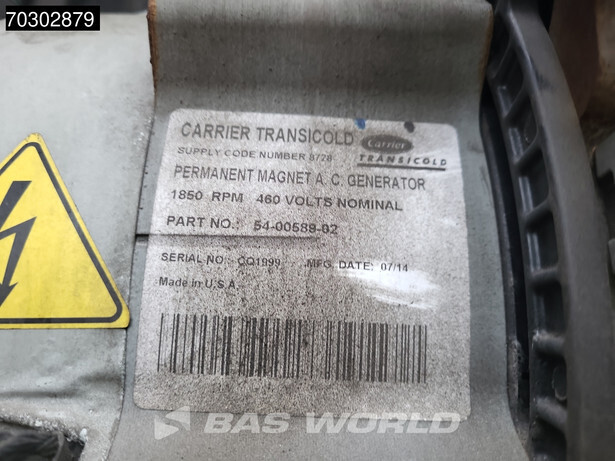 70302879
CARRIER TRANSICOLD
SUPPLY CODE NUMBER 8728
Carrier
TRANSICOLD
PERMANENT MAGNET A. C. GENERATOR
1850 RPM 460 VOLTS NOMINAL
PART NO.: 54-00589-02
SERIAL NO: CQ1999 MFG. DATE: 07/14
Made in U.S.A.
BAS WORLD